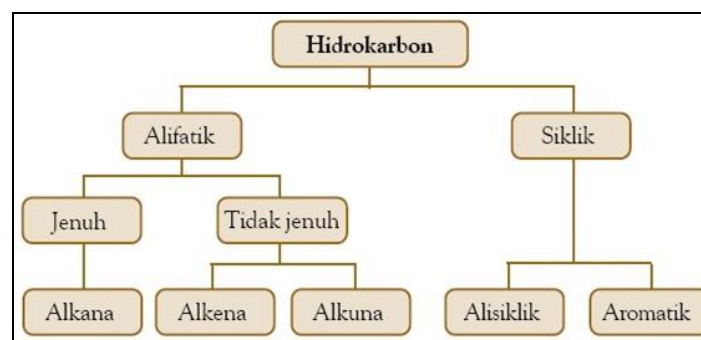 Hidrokarbon
Alifatik
Siklik
Jenuh
Tidak jenuh
Alkana
Alkena
Alkuna
Alisiklik
Aromatik